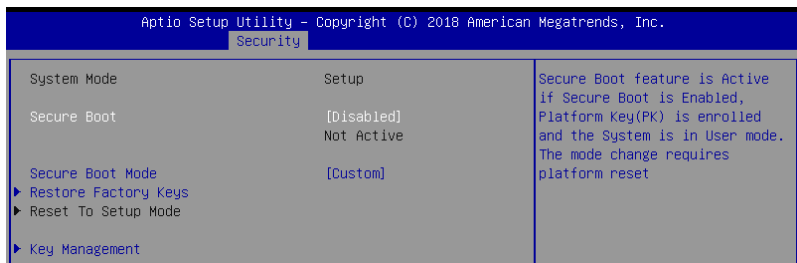 Aptio Setup Utility – Copyright (C) 2018 American Megatrends, Inc.
Security
System Mode Setup
Secure Boot [Disabled]
Not Active
Secure Boot Mode [Custom]
Restore Factory Keys
Reset To Setup Mode
Key Management
Secure Boot feature is Active
if Secure Boot is Enabled,
Platform Key(PK) is enrolled
and the System is in User mode.
The mode change requires
platform reset